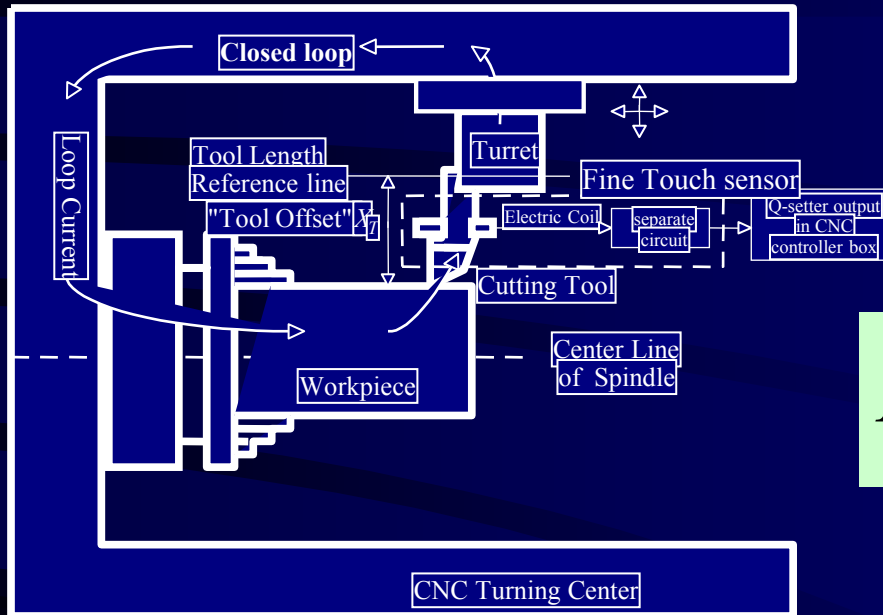 Closed loop
Loop Current
Turret
Tool Length
Reference line
"Tool Offset" X_T
Fine Touch sensor
Electric Coil
separate
circuit
Q-setter output
in CNC
controller box
Cutting Tool
Center Line
of Spindle
Workpiece
CNC Turning Center